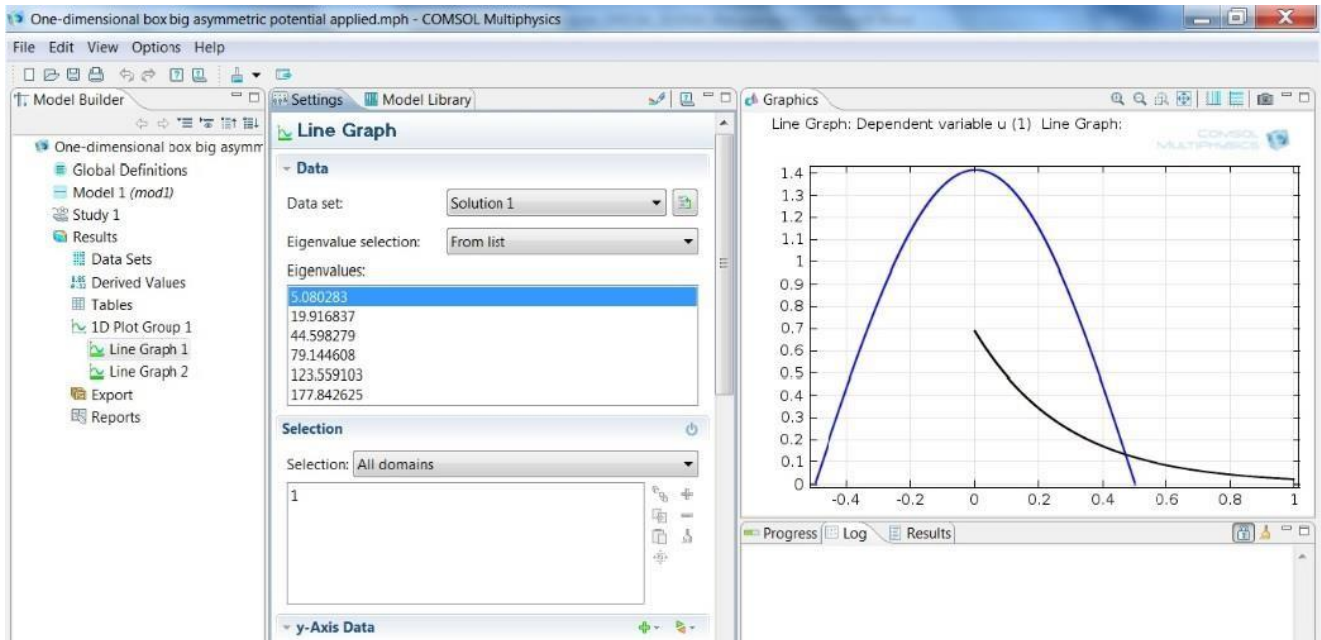 One-dimensional box big asymmetric potential applied.mph - COMSOL Multiphysics
File Edit View Options Help
Model Builder
One-dimensional box big asymm
Global Definitions
Model 1 (mod1)
Study 1
Results
Data Sets
Derived Values
Tables
1D Plot Group 1
Line Graph 1
Line Graph 2
Export
Reports
Settings Model Library
Line Graph
Data
Data set: Solution 1
Eigenvalue selection: From list
Eigenvalues:
5.080283
19.916837
44.598279
79.144608
123.559103
177.842625
Selection
Selection: All domains
1
y-Axis Data
Graphics
Line Graph: Dependent variable u (1) Line Graph:
COMSOL
MULTIPHYSICS
1.4
1.3
1.2
1.1
1
0.9
0.8
0.7
0.6
0.5
0.4
0.3
0.2
0.1
0
-0.4 -0.2 0 0.2 0.4 0.6 0.8 1
Progress Log Results